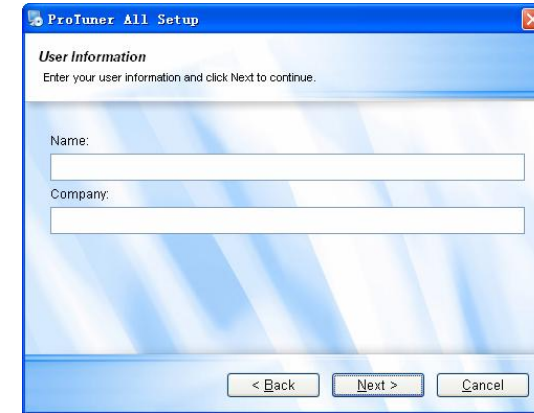 ProTuner All Setup
User Information
Enter your user information and click Next to continue.
Name:
Company:
< Back
Next >
Cancel